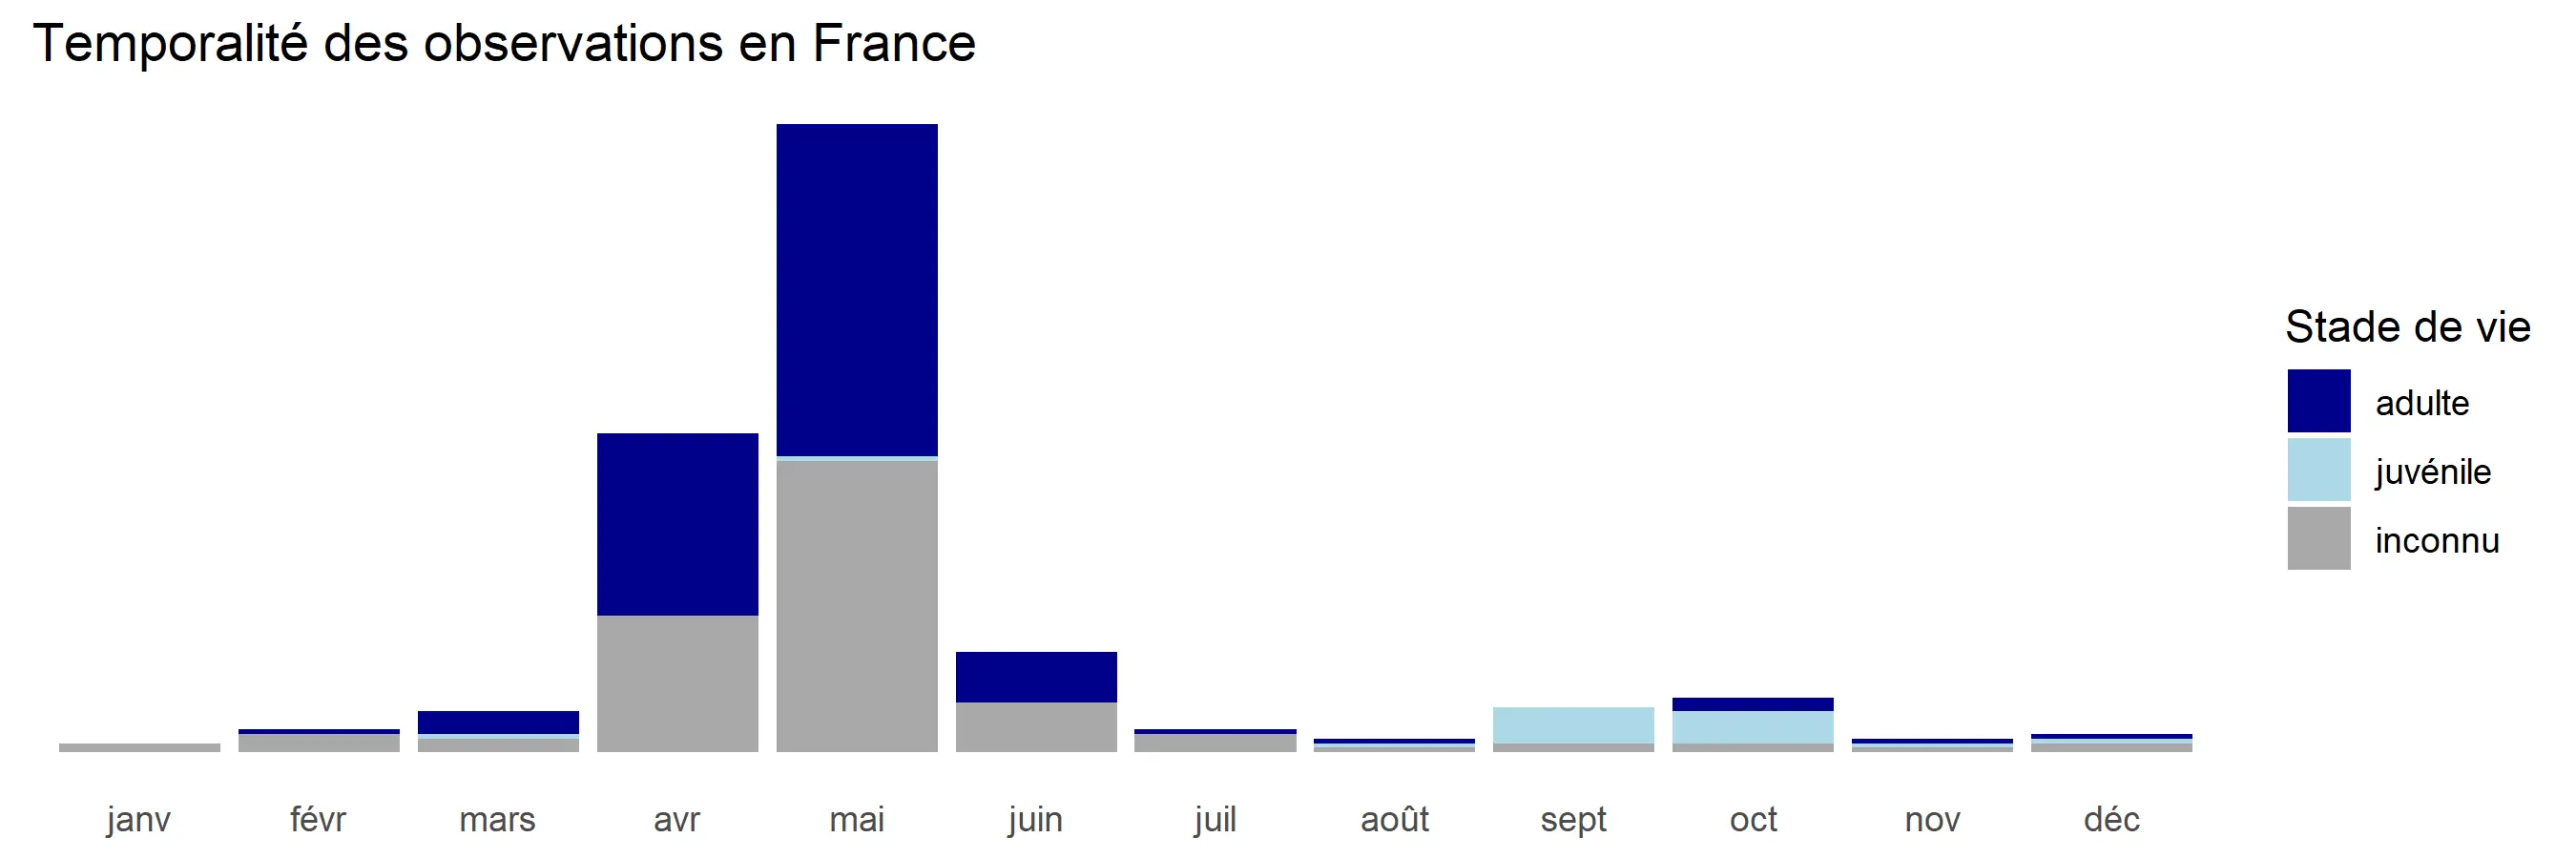 Temporalité des observations en France
Stade de vie
adulte
juvénile
inconnu
janv févr mars avr mai juin juil août sept oct nov déc